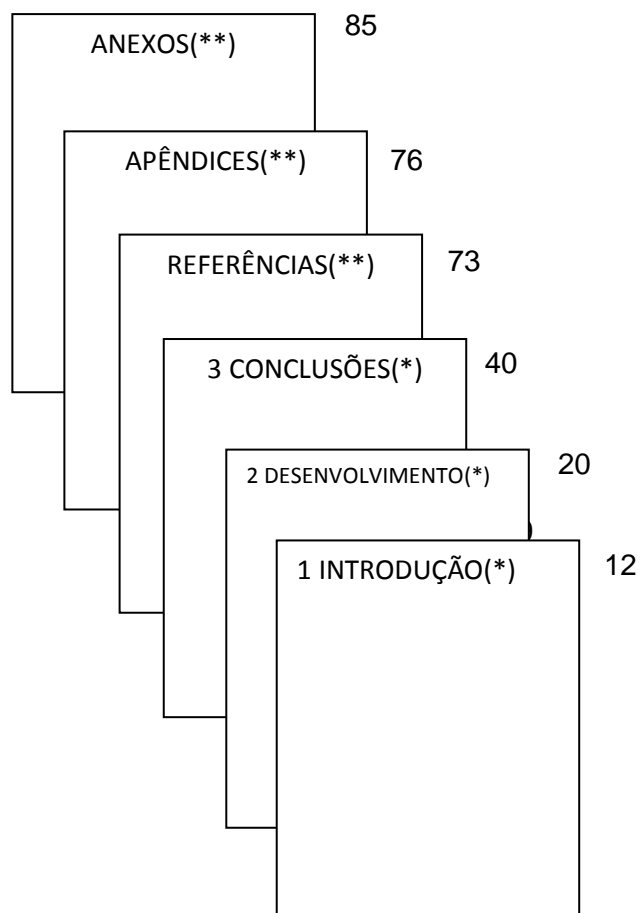 ANEXOS(**) 85
APÊNDICES(**) 76
REFERÊNCIAS(**) 73
3 CONCLUSÕES(*) 40
2 DESENVOLVIMENTO(*) 20
1 INTRODUÇÃO(*) 12